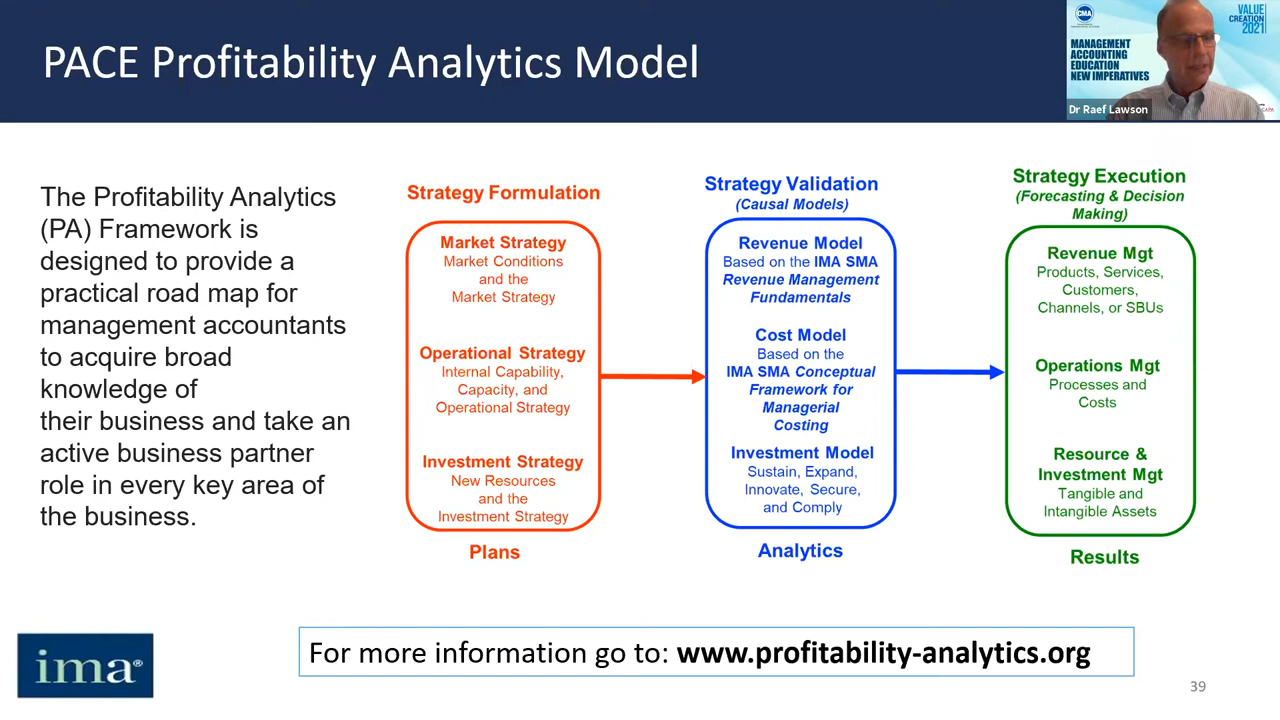 PACE Profitability Analytics Model
CMA
VALUE
CREATION
2021
MANAGEMENT
ACCOUNTING
EDUCATION
NEW IMPERATIVES
Dr Raef Lawson
The Profitability Analytics
(PA) Framework is
designed to provide a
practical road map for
management accountants
to acquire broad
knowledge of
their business and take an
active business partner
role in every key area of
the business.
Strategy Formulation
Market Strategy
Market Conditions
and the
Market Strategy
Operational Strategy
Internal Capability,
Capacity, and
Operational Strategy
Investment Strategy
New Resources
and the
Investment Strategy
Plans
Strategy Validation
(Causal Models)
Revenue Model
Based on the IMA SMA
Revenue Management
Fundamentals
Cost Model
Based on the
IMA SMA Conceptual
Framework for
Managerial
Costing
Investment Model
Sustain, Expand,
Innovate, Secure,
and Comply
Analytics
Strategy Execution
(Forecasting & Decision
Making)
Revenue Mgt
Products, Services,
Customers,
Channels, or SBUs
Operations Mgt
Processes and
Costs
Resource &
Investment Mgt
Tangible and
Intangible Assets
Results
ima®
For more information go to: www.profitability-analytics.org
39